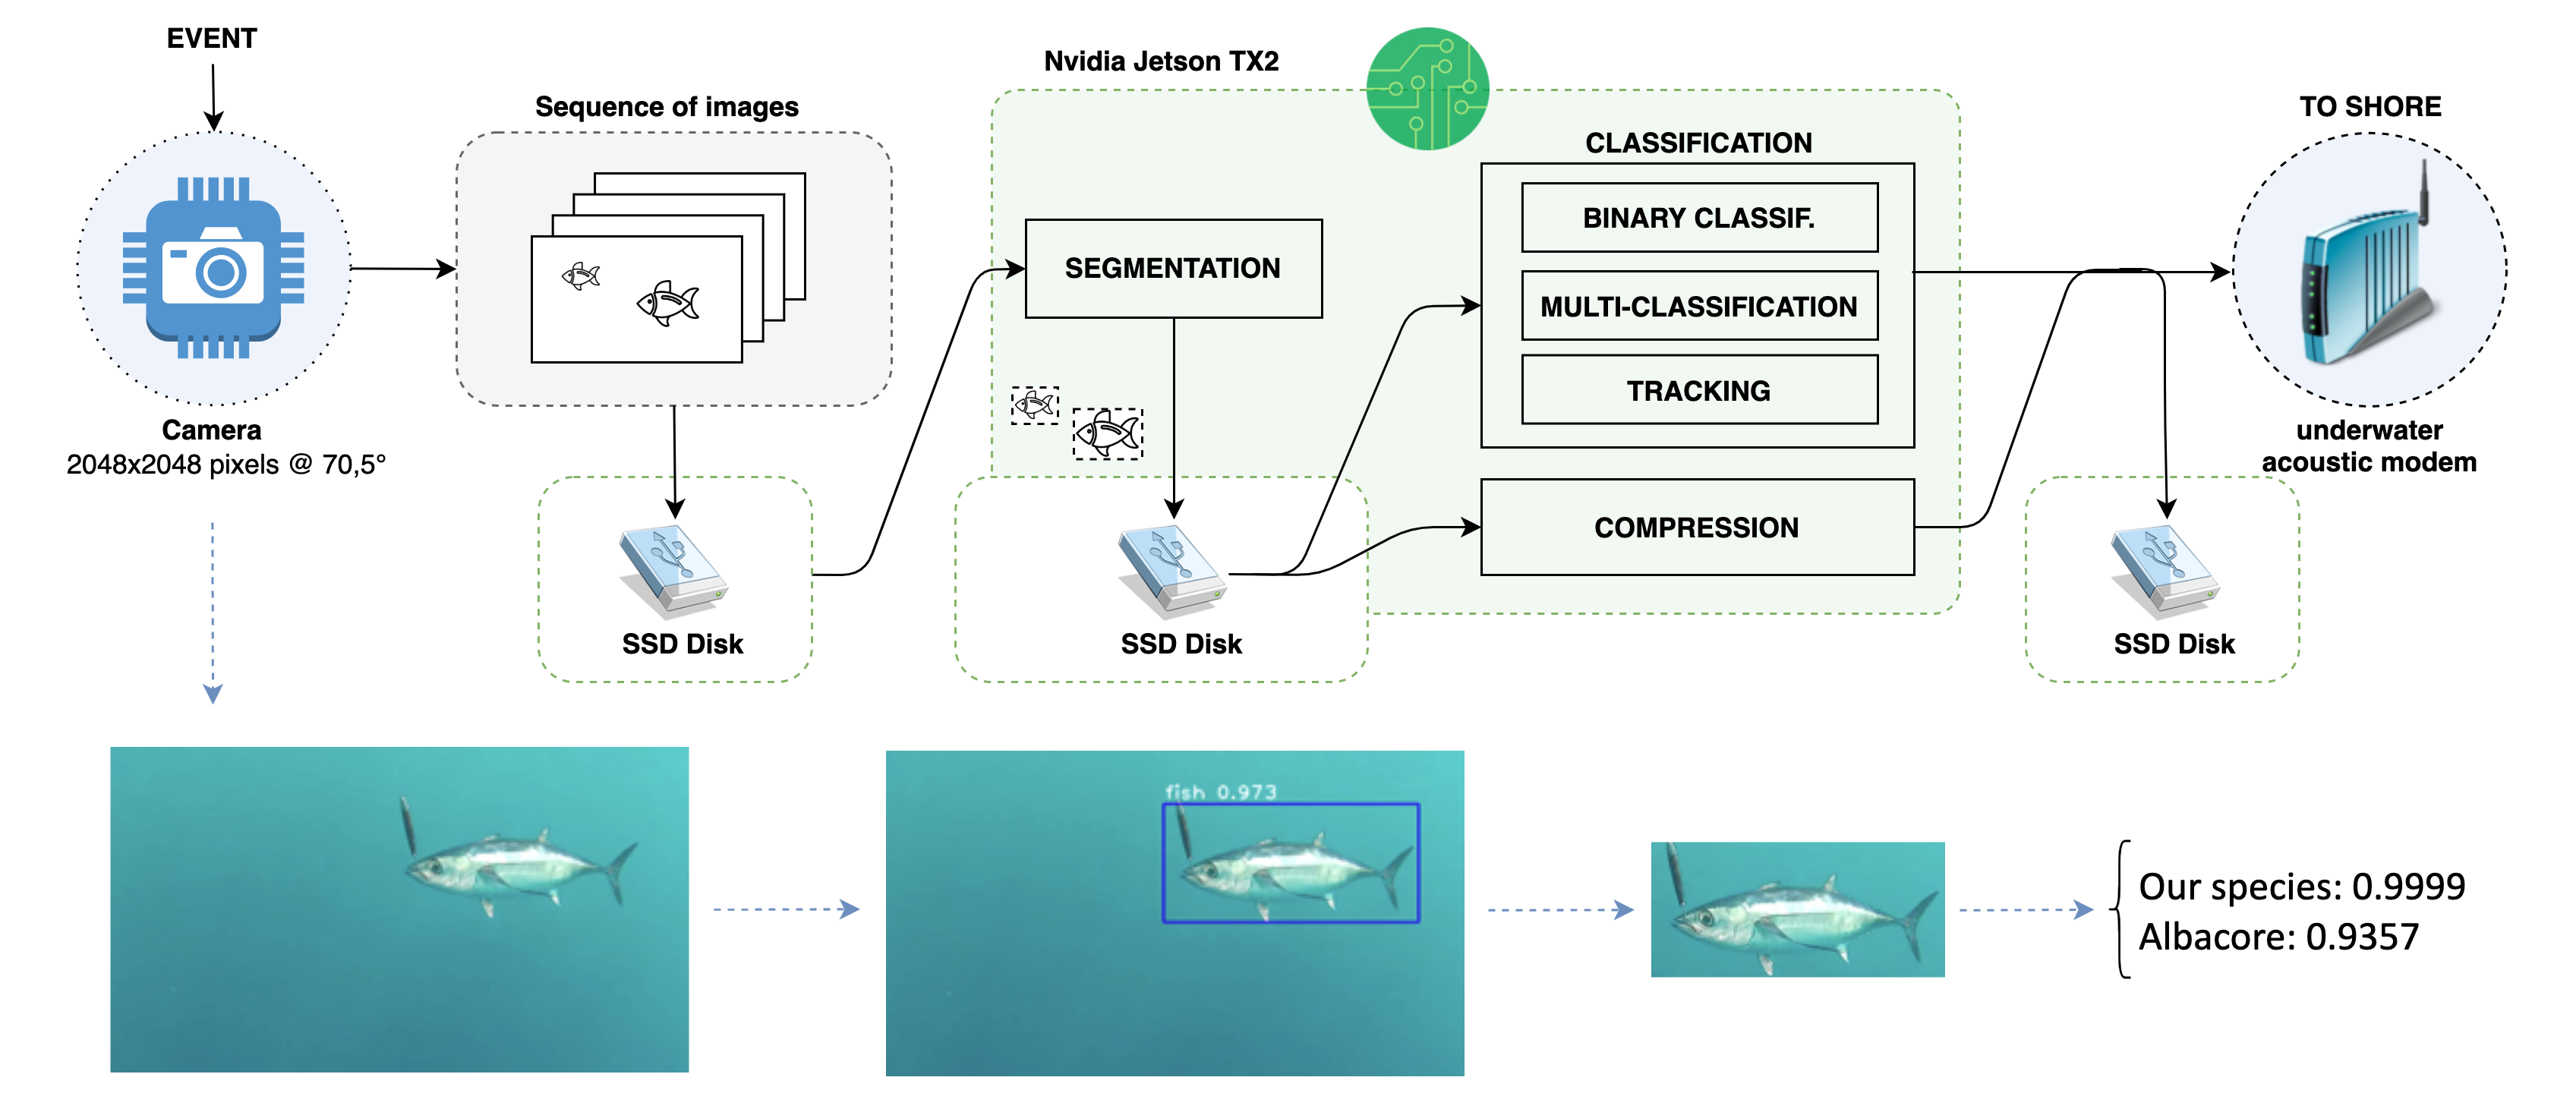 EVENT
Camera
2048x2048 pixels @ 70,5°
Sequence of images
SSD Disk
Nvidia Jetson TX2
SEGMENTATION
SSD Disk
CLASSIFICATION
BINARY CLASSIF.
MULTI-CLASSIFICATION
TRACKING
COMPRESSION
TO SHORE
underwater
acoustic modem
SSD Disk
fish 0.973
Our species: 0.9999
Albacore: 0.9357